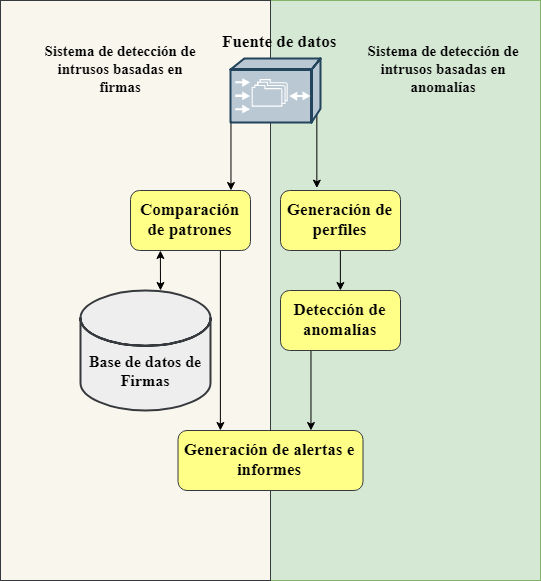 Fuente de datos
Sistema de detección de
intrusos basadas en
firmas
Sistema de detección de
intrusos basadas en
anomalías
Comparación
de patrones
Generación de
perfiles
Detección de
anomalías
Base de datos de
Firmas
Generación de alertas e
informes